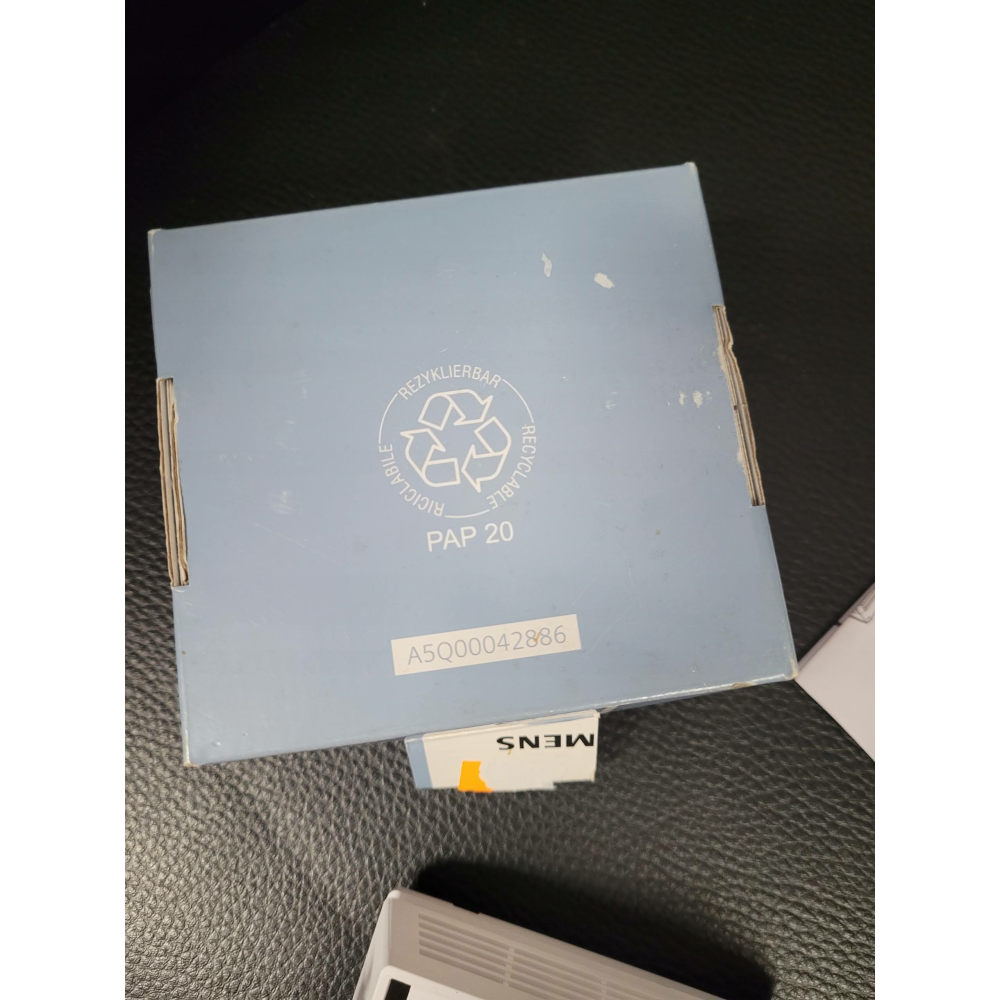 REZYKLIERBAR
RECYCLABLE
RICICLABILE
PAP 20
A5Q00042886
MENS